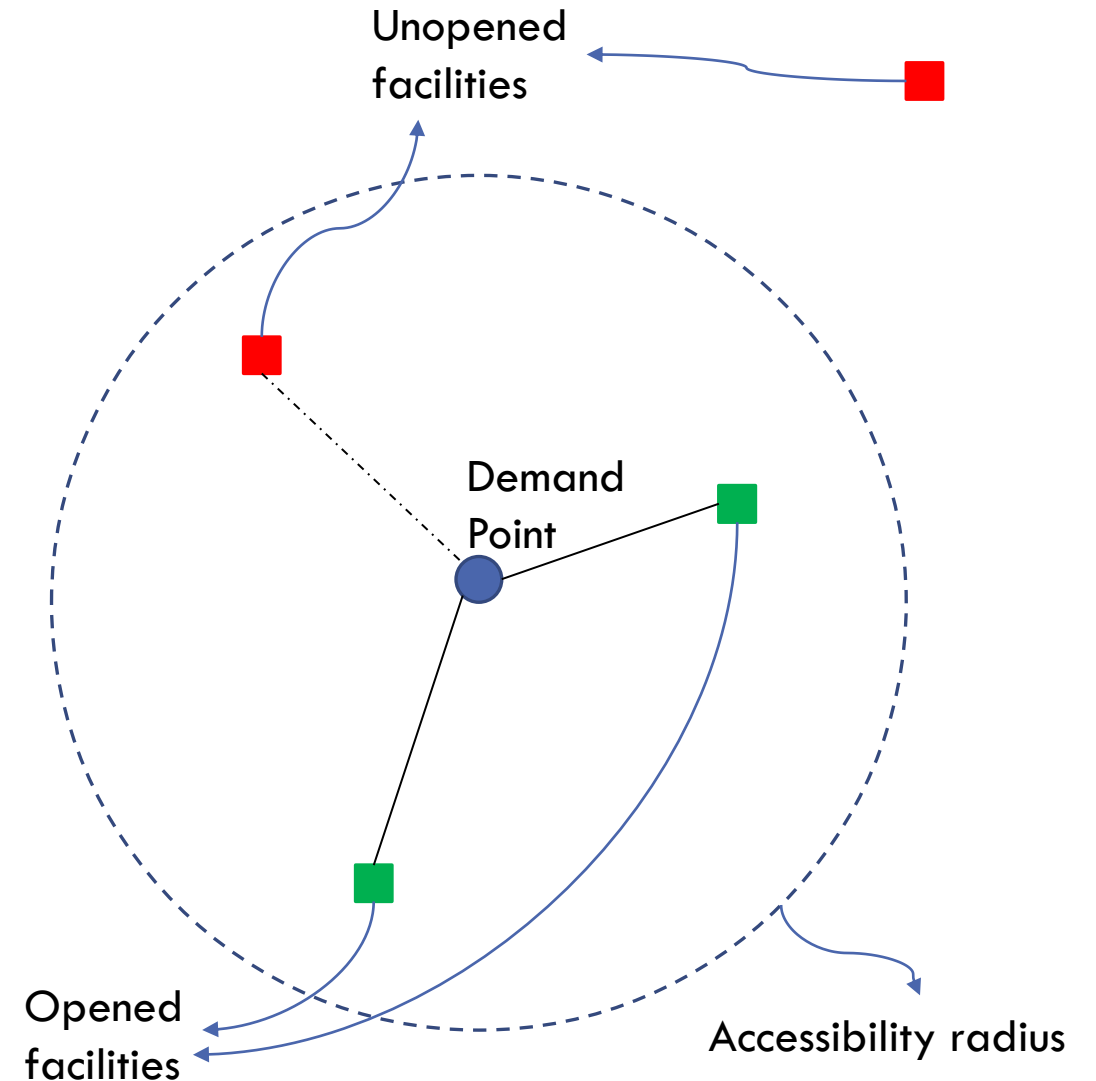 Unopened
facilities
Demand
Point
Opened
facilities
Accessibility radius